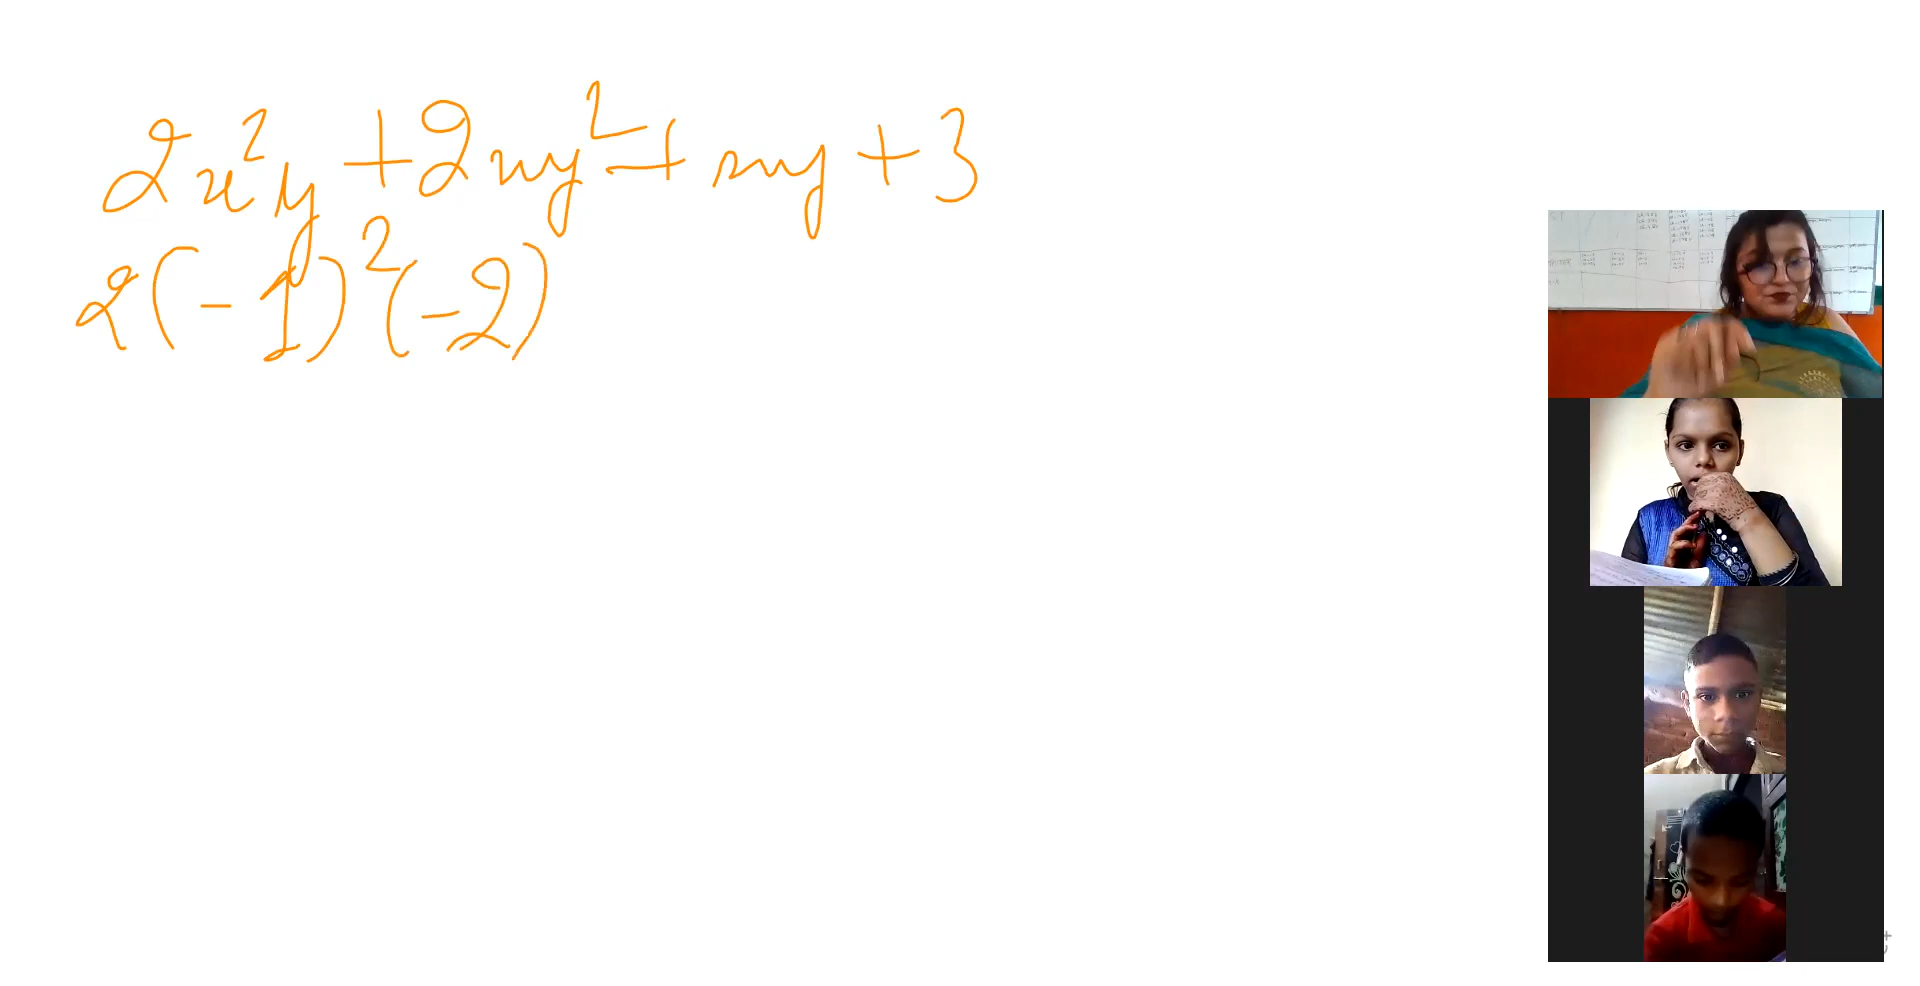 2x²y + 2xy² + xy + 3
2(-1)²(-2)